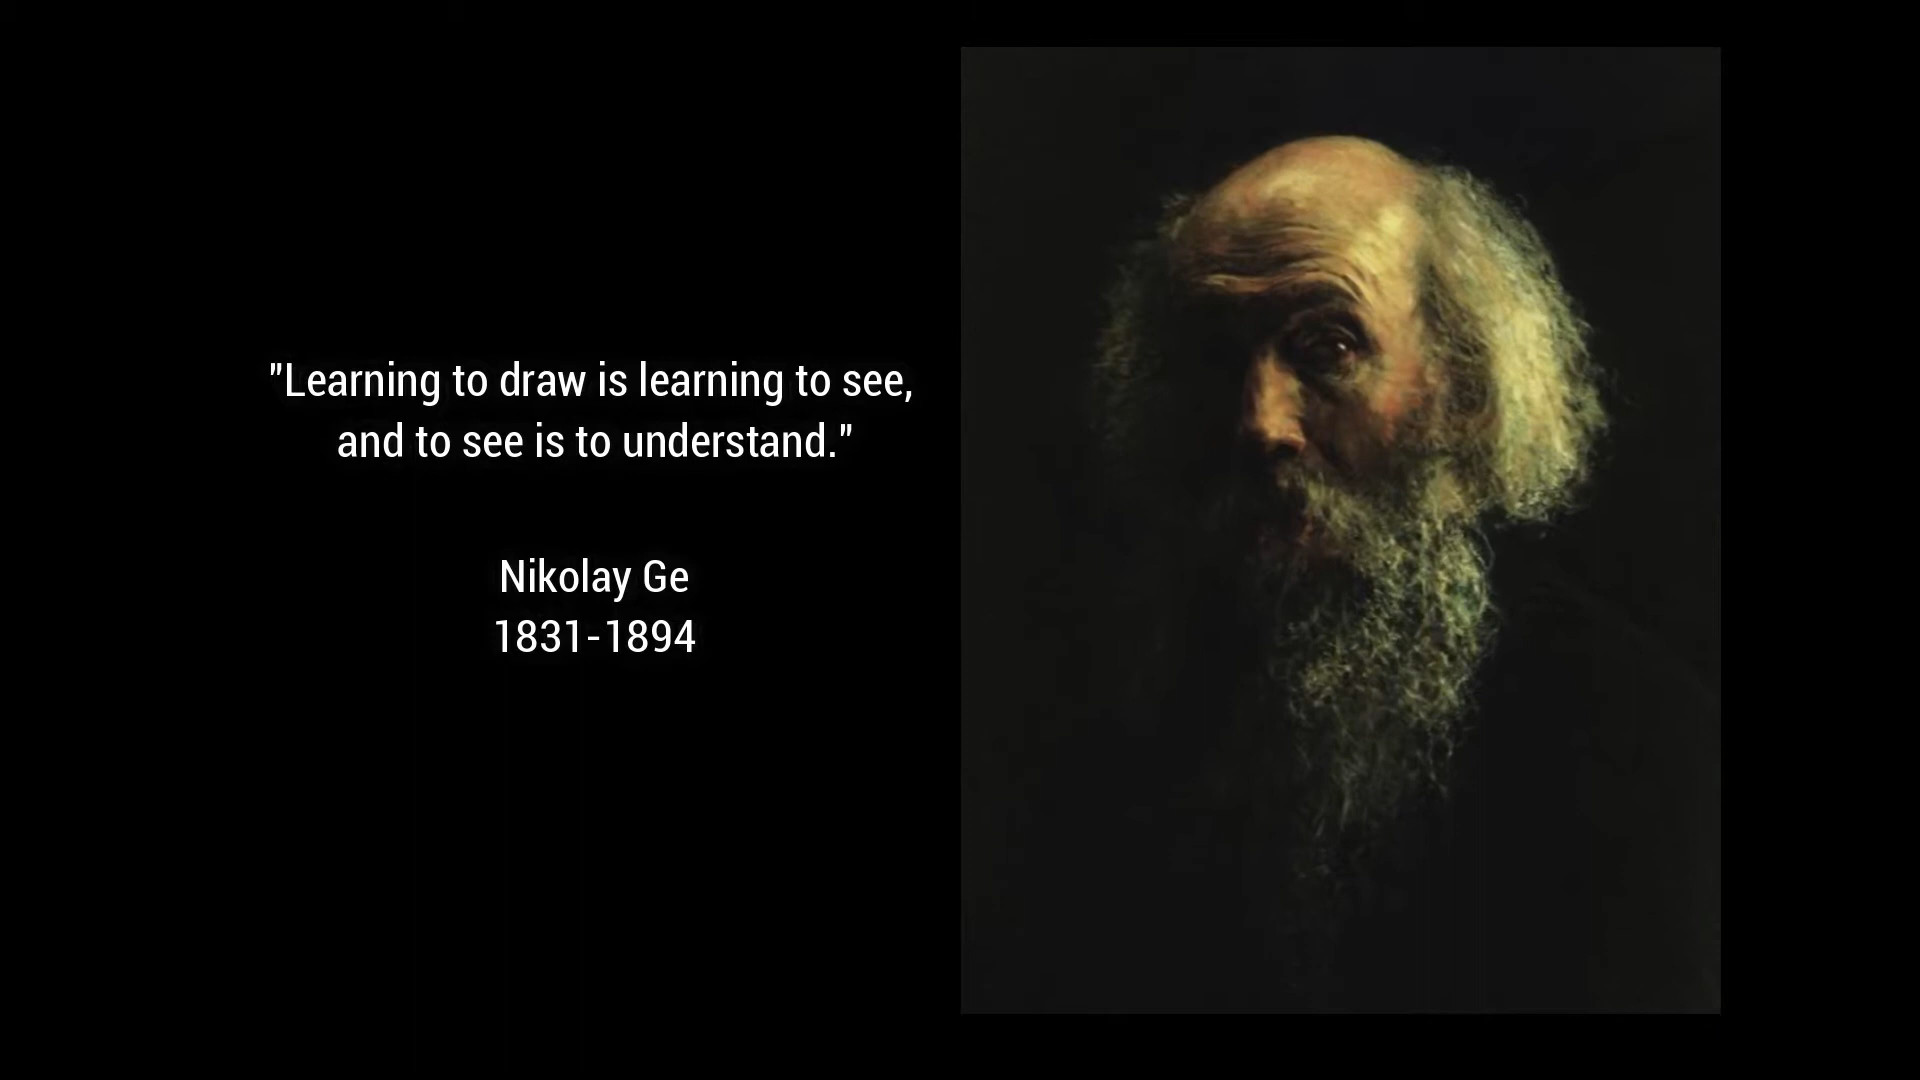 "Learning to draw is learning to see,
and to see is to understand."
Nikolay Ge
1831-1894